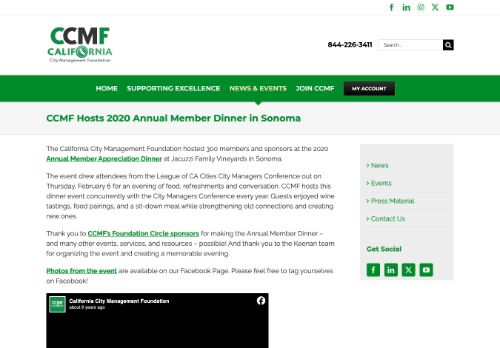 CCMF
CALIFORNIA
City Management Foundation
844-226-3411
Search...
HOME SUPPORTING EXCELLENCE NEWS & EVENTS JOIN CCMF MY ACCOUNT
CCMF Hosts 2020 Annual Member Dinner in Sonoma
The California City Management Foundation hosted 300 members and sponsors at the 2020
Annual Member Appreciation Dinner at Jacuzzi Family Vineyards in Sonoma.
The event drew attendees from the League of CA Cities City Managers Conference out on
Thursday, February 6 for an evening of food, refreshments and conversation. CCMF hosts this
dinner event concurrently with the City Managers Conference every year. Guests enjoyed wine
tastings, food pairings, and a sit-down meal while strengthening old connections and creating
new ones.
Thank you to CCMF's Foundation Circle sponsors for making the Annual Member Dinner –
and many other events, services, and resources – possible! And thank you to the Keenan team
for organizing the event and creating a memorable evening.
Photos from the event are available on our Facebook Page. Please feel free to tag yourselves
on Facebook!
CCMF
California City Management Foundation
about 6 years ago
> News
> Events
> Press Material
> Contact Us
Get Social